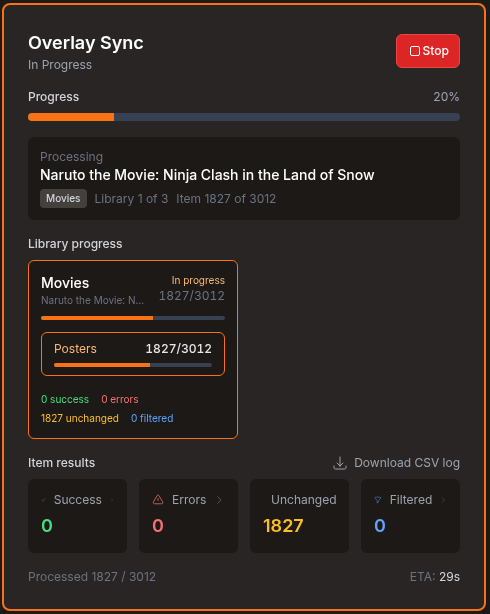 Overlay Sync
In Progress
Stop
Progress 20%
Processing
Naruto the Movie: Ninja Clash in the Land of Snow
Movies Library 1 of 3 Item 1827 of 3012
Library progress
Movies In progress
Naruto the Movie: N... 1827/3012
Posters 1827/3012
0 success 0 errors
1827 unchanged 0 filtered
Item results Download CSV log
Success Errors Unchanged Filtered
0 0 1827 0
Processed 1827 / 3012 ETA: 29s